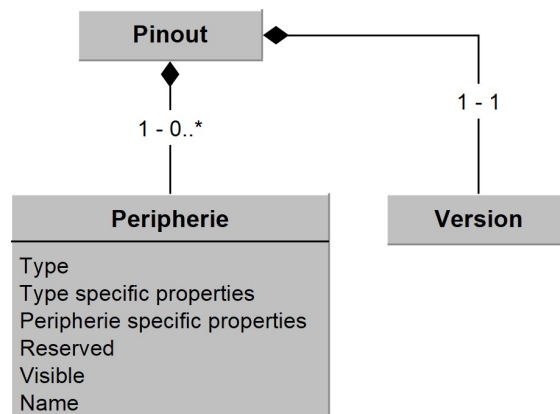 Pinout
1 - 0..*
1 - 1
Peripherie
Version
Type
Type specific properties
Peripherie specific properties
Reserved
Visible
Name